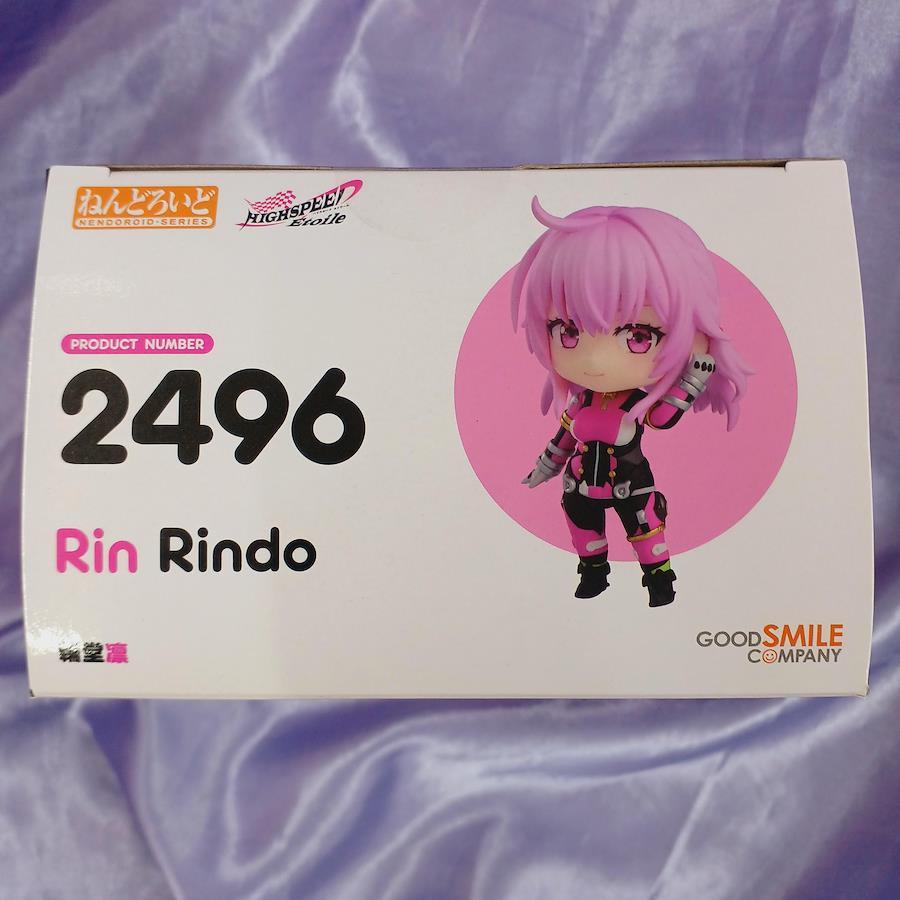 ねんどろいど
NENDOROID-SERIES
HIGHSPEED
Étoile
PRODUCT NUMBER
2496
Rin Rindo
輪堂凛
GOOD SMILE
COMPANY